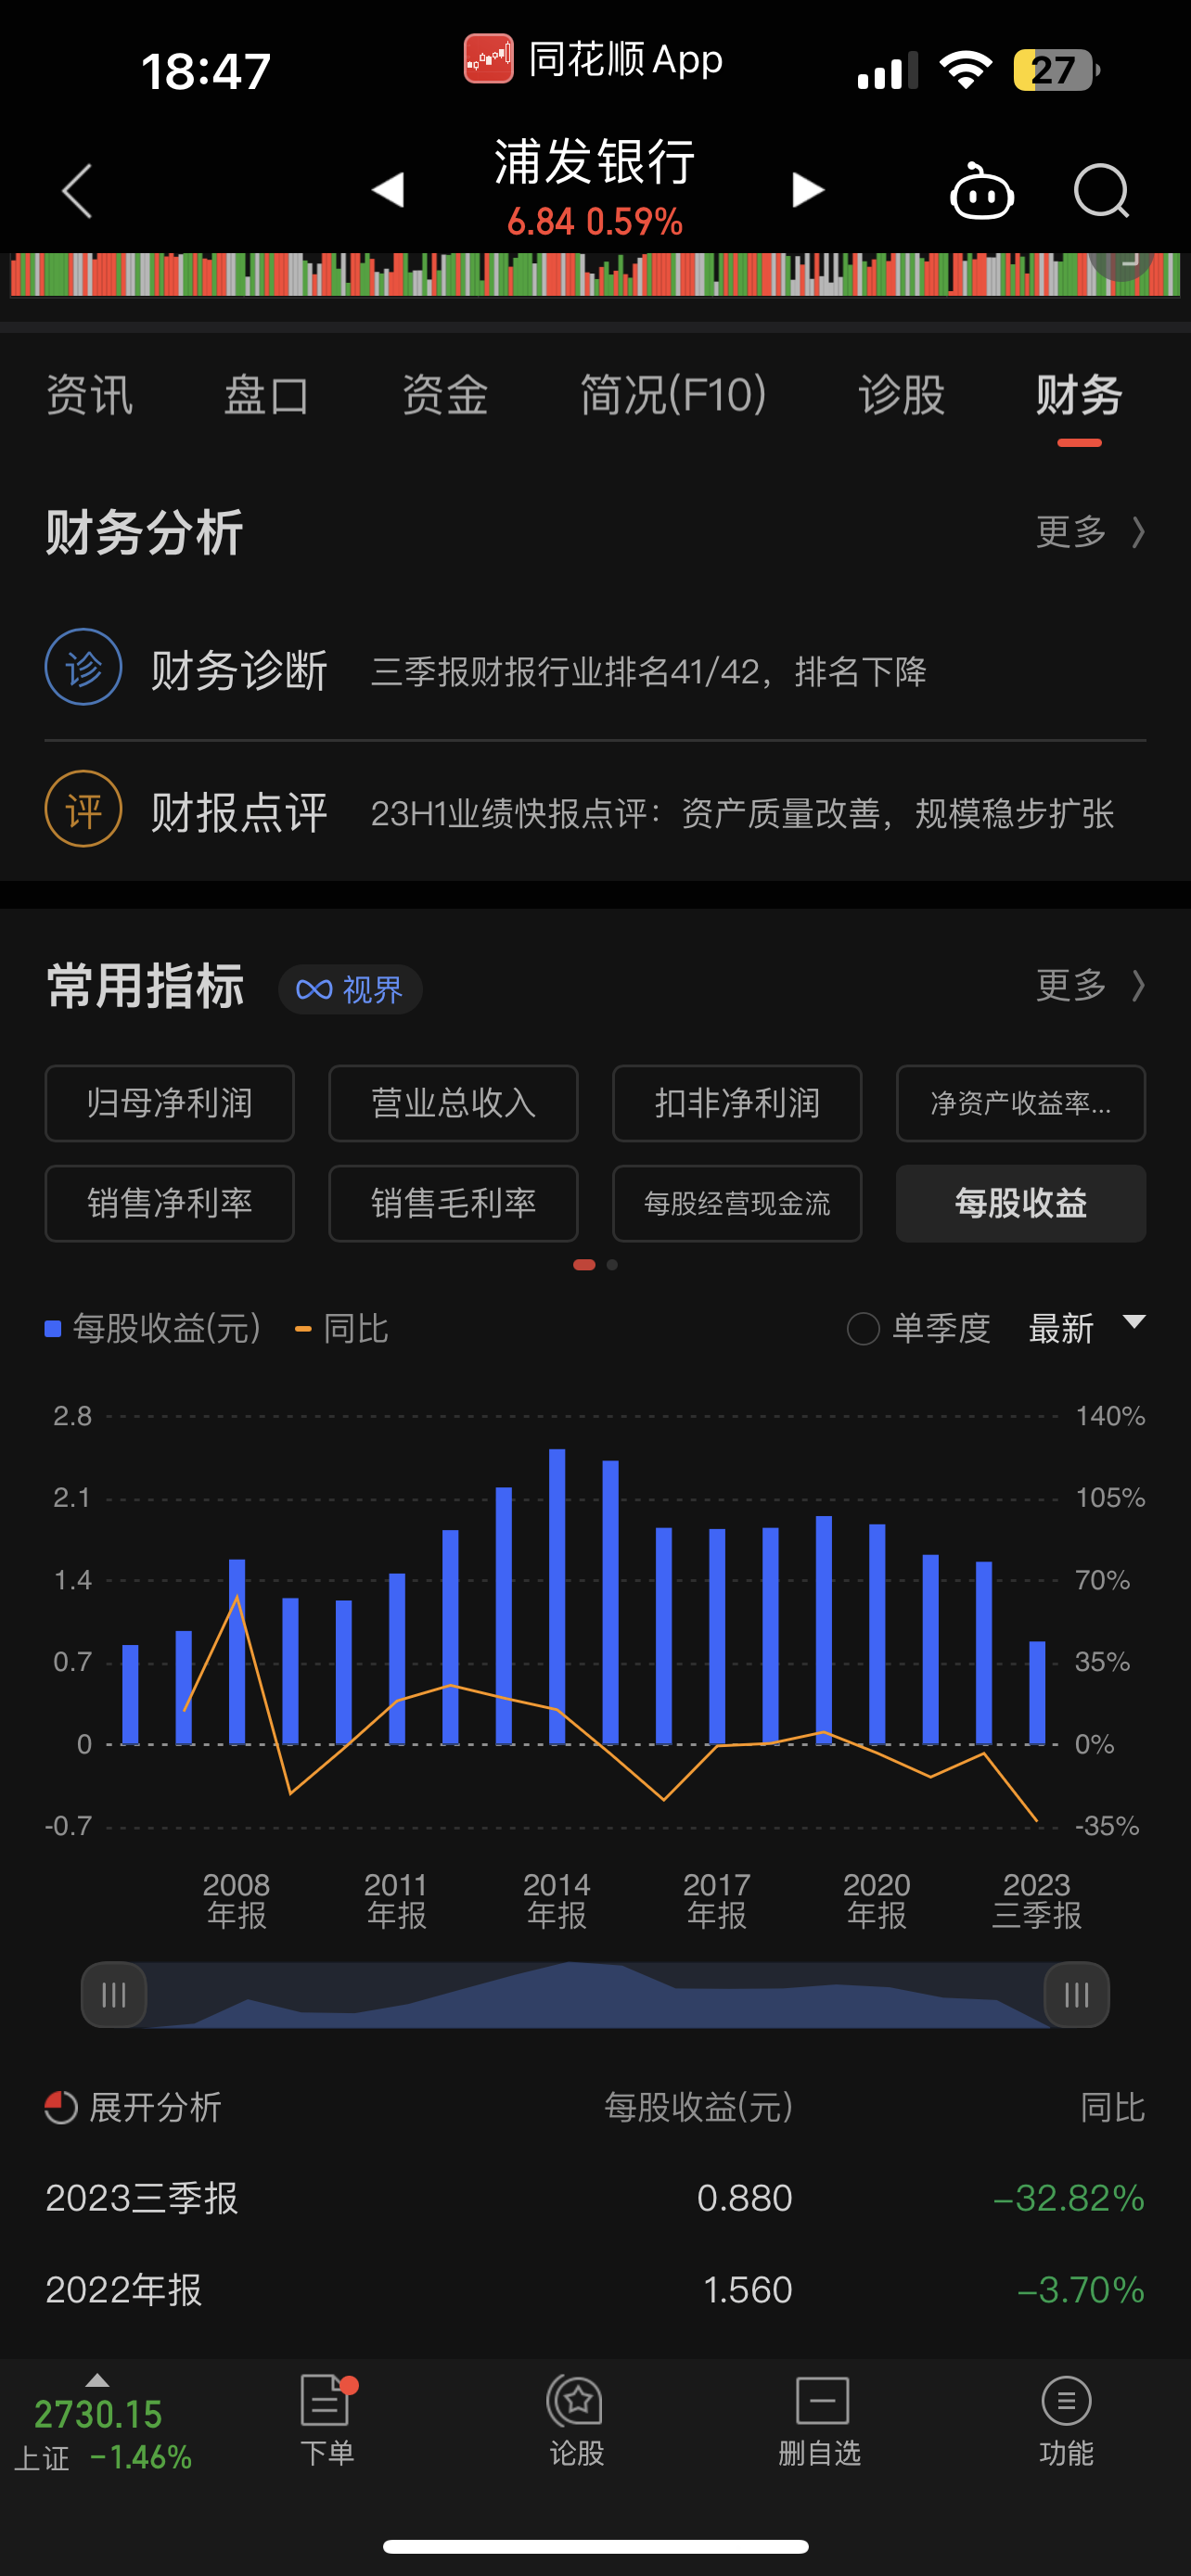 18:47
同花顺 App
27
浦发银行
6.84 0.59%
资讯 盘口 资金 简况(F10) 诊股 财务
财务分析 更多
诊 财务诊断 三季报财报行业排名41/42，排名下降
评 财报点评 23H1业绩快报点评：资产质量改善，规模稳步扩张
常用指标 视界 更多
归母净利润 营业总收入 扣非净利润 净资产收益率...
销售净利率 销售毛利率 每股经营现金流 每股收益
每股收益(元) 同比 单季度 最新
2.8 140%
2.1 105%
1.4 70%
0.7 35%
0 0%
-0.7 -35%
2008 2011 2014 2017 2020 2023
年报 年报 年报 年报 年报 三季报
展开分析 每股收益(元) 同比
2023三季报 0.880 -32.82%
2022年报 1.560 -3.70%
2730.15
上证 -1.46%
下单 论股 删自选 功能